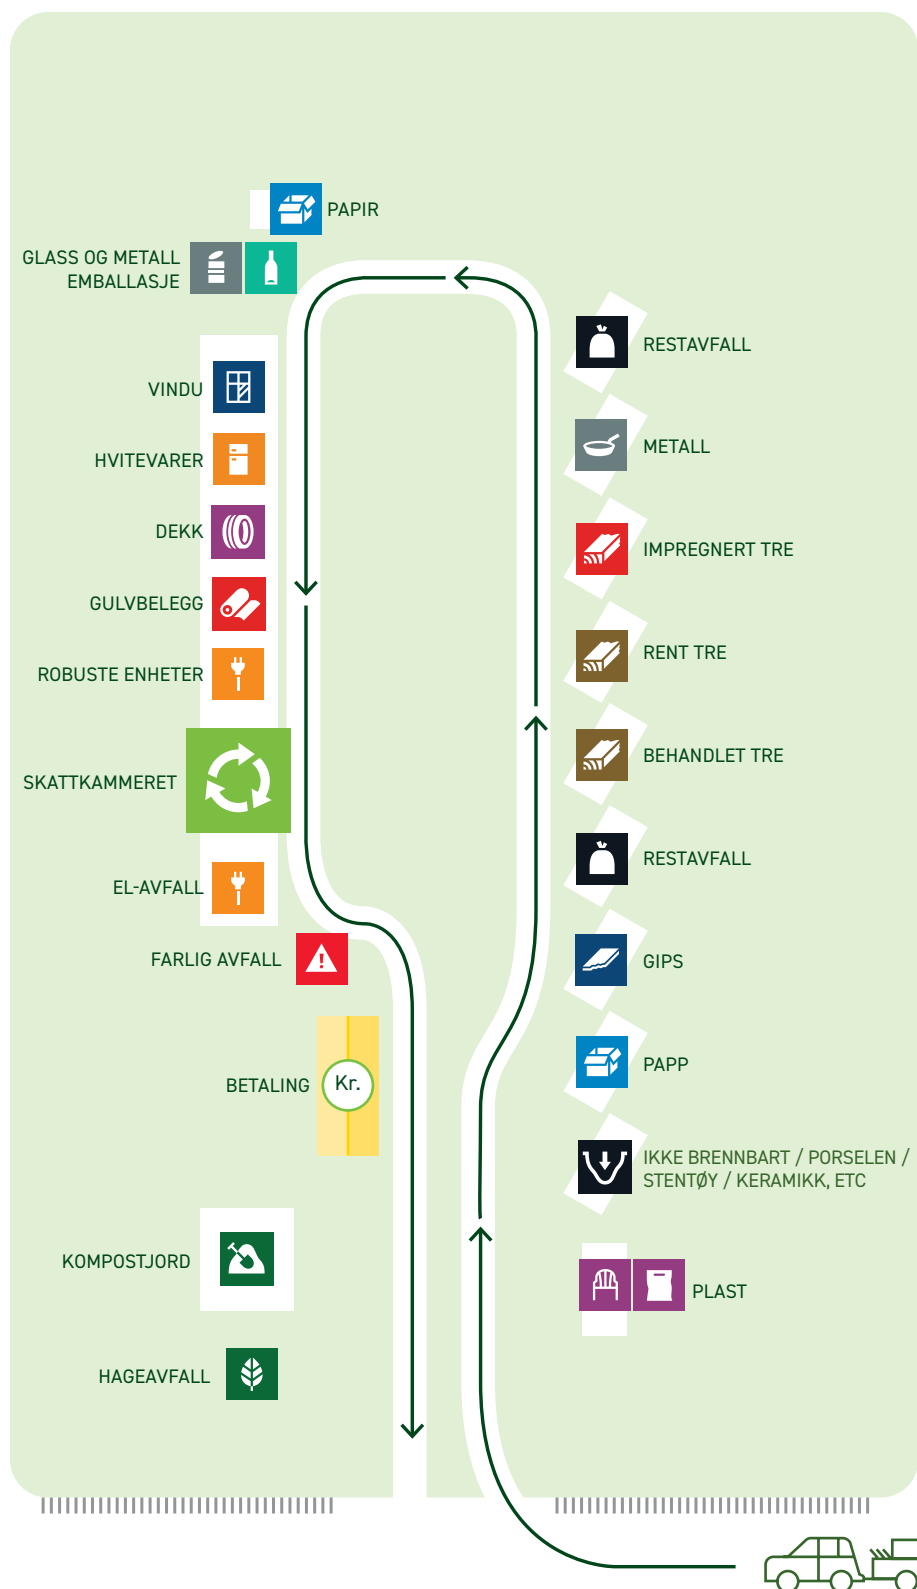 PAPIR
GLASS OG METALL
EMBALLASJE
VINDU
HVITEVARER
DEKK
GULVBELEGG
ROBUSTE ENHETER
SKATTKAMMERET
EL-AVFALL
FARLIG AVFALL
BETALING
Kr.
KOMPOSTJORD
HAGEAVFALL
RESTAVFALL
METALL
IMPREGNERT TRE
RENT TRE
BEHANDLET TRE
RESTAVFALL
GIPS
PAPP
IKKE BRENNBART / PORSELEN /
STENTØY / KERAMIKK, ETC
PLAST